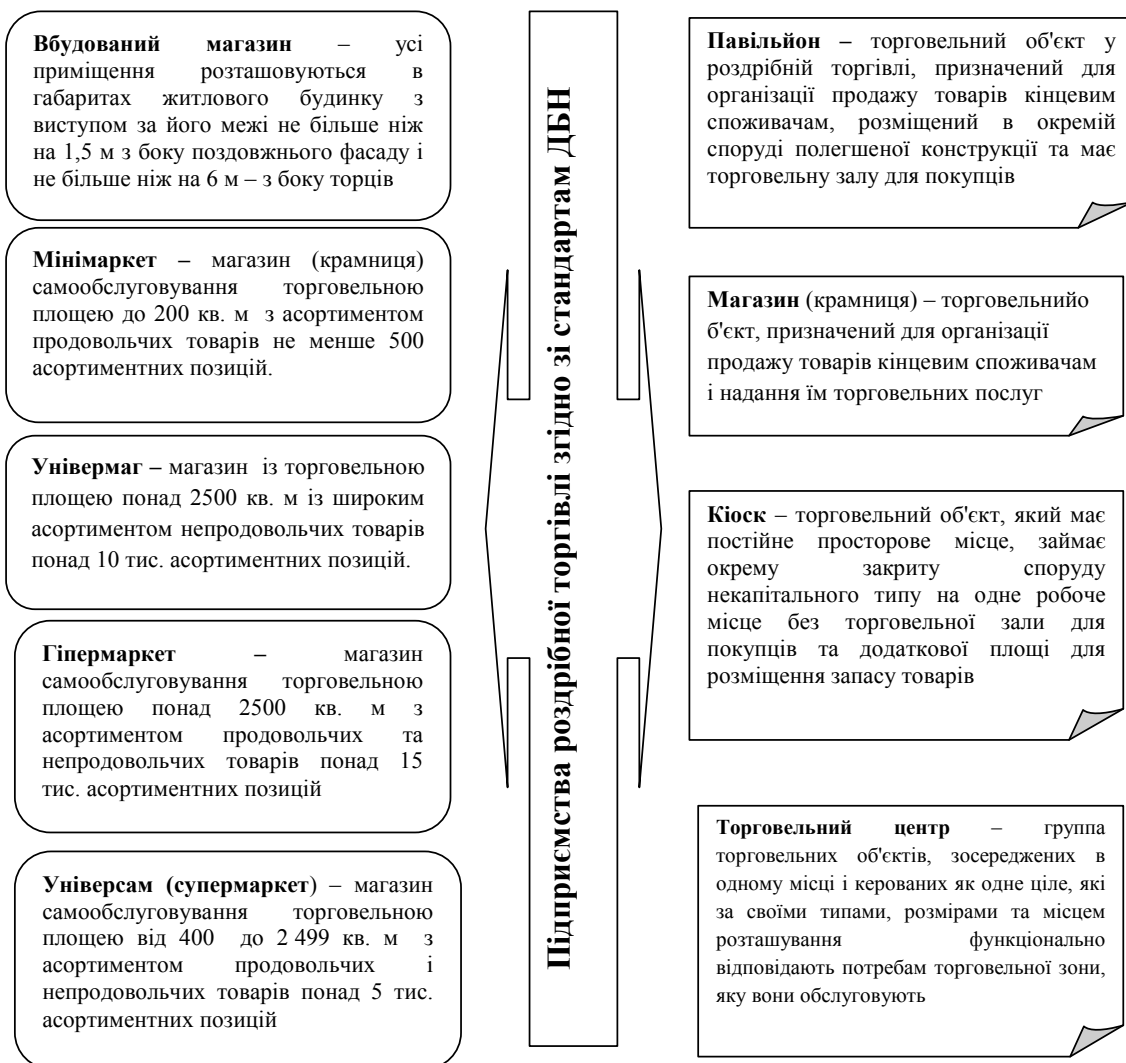 Вбудований магазин – усі
приміщення розташовуються в
габаритах житлового будинку з
виступом за його межі не більше ніж
на 1,5 м з боку поздовжнього фасаду і
не більше ніж на 6 м – з боку торців
Мінімаркет – магазин (крамниця)
самообслуговування торговельною
площею до 200 кв. м з асортиментом
продовольчих товарів не менше 500
асортиментних позицій.
Універмаг – магазин із торговельною
площею понад 2500 кв. м із широким
асортиментом непродовольчих товарів
понад 10 тис. асортиментних позицій.
Гіпермаркет – магазин
самообслуговування торговельною
площею понад 2500 кв. м з
асортиментом продовольчих та
непродовольчих товарів понад 15
тис. асортиментних позицій
Універсам (супермаркет) – магазин
самообслуговування торговельною
площею від 400 до 2 499 кв. м з
асортиментом продовольчих і
непродовольчих товарів понад 5 тис.
асортиментних позицій
Підприємства роздрібної торгівлі згідно зі стандартам ДБН
Павільйон – торговельний об'єкт у
роздрібній торгівлі, призначений для
організації продажу товарів кінцевим
споживачам, розміщений в окремій
споруді полегшеної конструкції та має
торговельну залу для покупців
Магазин (крамниця) – торговельнийо
б'єкт, призначений для організації
продажу товарів кінцевим споживачам
і надання їм торговельних послуг
Кіоск – торговельний об'єкт, який має
постійне просторове місце, займає
окрему закриту споруду
некапітального типу на одне робоче
місце без торговельної зали для
покупців та додаткової площі для
розміщення запасу товарів
Торговельний центр – группа
торговельних об'єктів, зосереджених в
одному місці і керованих як одне ціле, які
за своїми типами, розмірами та місцем
розташування функціонально
відповідають потребам торговельної зони,
яку вони обслуговують